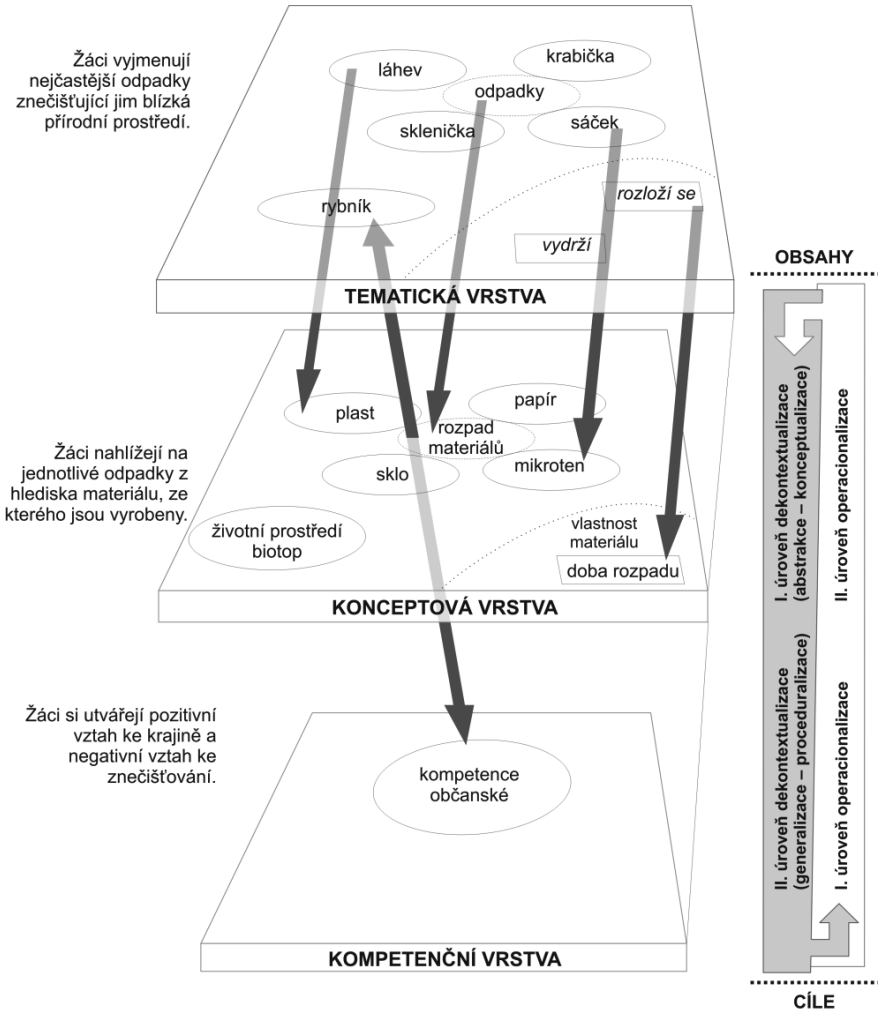 Žáci vyjmenují
nejčastější odpadky
znečišťující jim blízká
přírodní prostředí.
láhev
krabička
odpadky
sklenička
sáček
rybník
rozloží se
vydrží
TEMATICKÁ VRSTVA
Žáci nahlížejí na
jednotlivé odpadky z
hlediska materiálu, ze
kterého jsou vyrobeny.
plast
papír
rozpad
materiálů
sklo
mikroten
životní prostředí
biotop
vlastnost
materiálu
doba rozpadu
KONCEPTOVÁ VRSTVA
Žáci si utvářejí pozitivní
vztah ke krajině a
negativní vztah ke
znečišťování.
kompetence
občanské
KOMPETENČNÍ VRSTVA
OBSAHY
I. úroveň dekontextualizace
(abstrakce – konceptualizace)
II. úroveň operacionalizace
II. úroveň dekontextualizace
(generalizace – proceduralizace)
I. úroveň operacionalizace
CÍLE